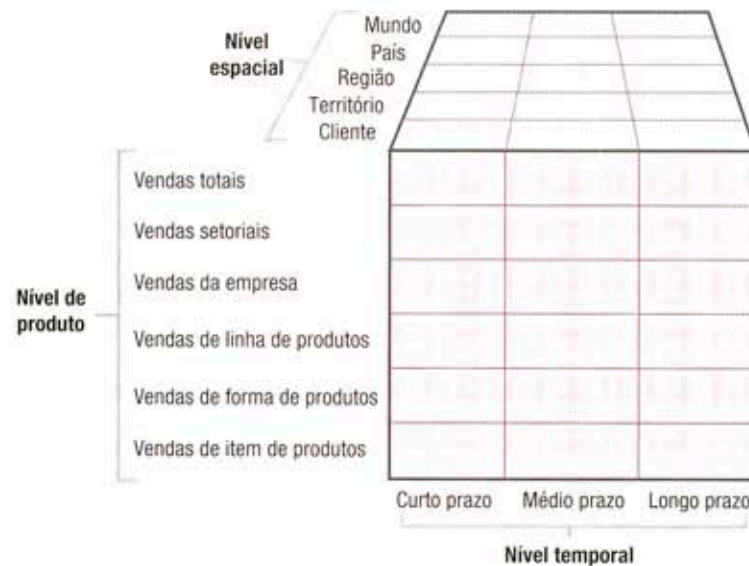 Nível
espacial
Mundo
País
Região
Território
Cliente
Nível de
produto
Vendas totais
Vendas setoriais
Vendas da empresa
Vendas de linha de produtos
Vendas de forma de produtos
Vendas de item de produtos
Curto prazo Médio prazo Longo prazo
Nível temporal